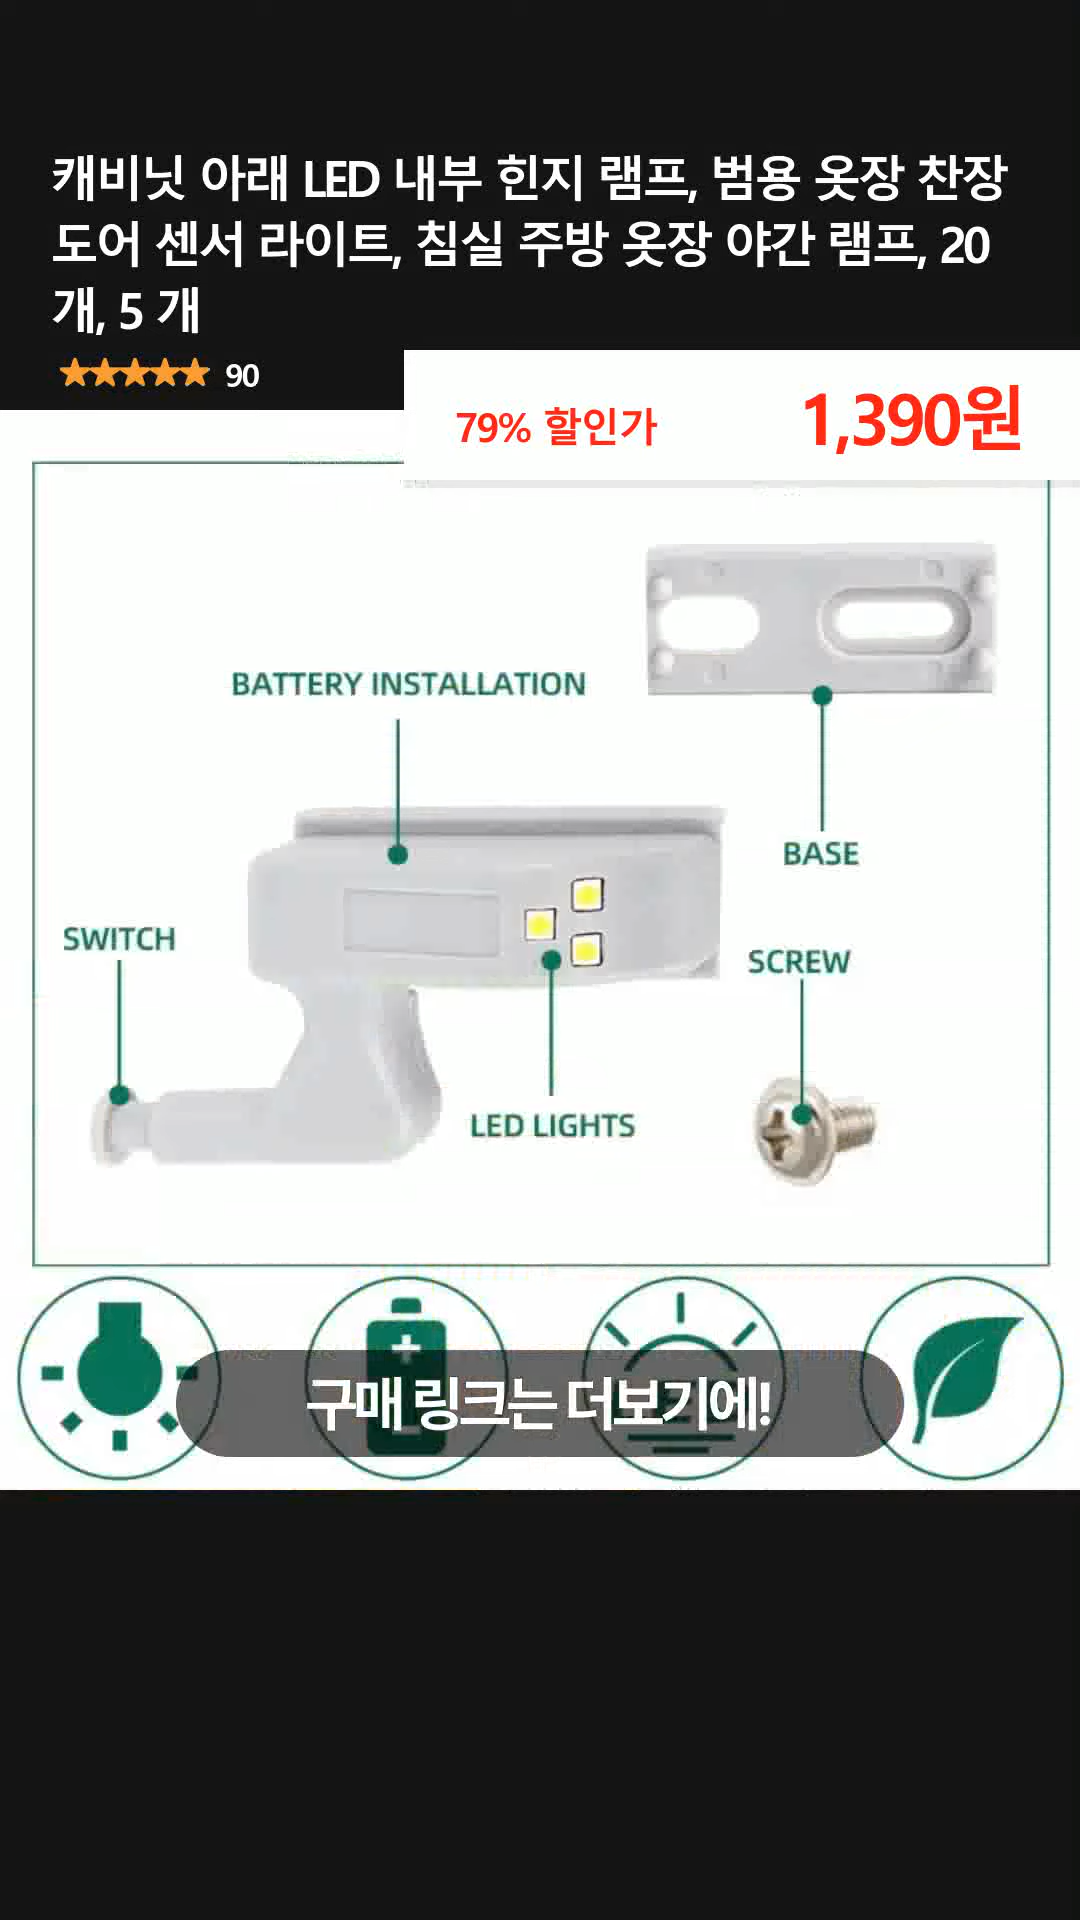 캐비닛 아래 LED 내부 힌지 램프, 범용 옷장 찬장
도어 센서 라이트, 침실 주방 옷장 야간 램프, 20
개, 5 개
90
79% 할인가 1,390원
BATTERY INSTALLATION
BASE
SWITCH
SCREW
LED LIGHTS
구매 링크는 더보기에!